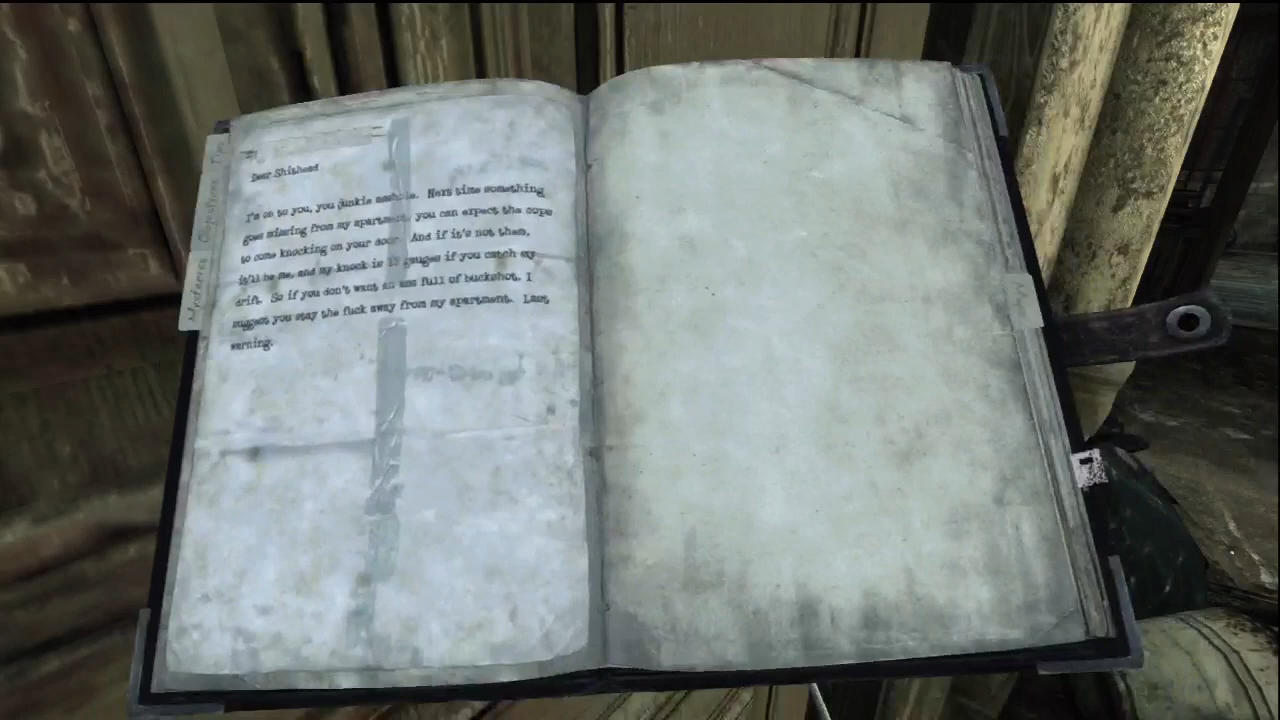 Dear Shithead
I'm on to you, you junkie asshole. Next time something
goes missing from my apartment, you can expect the cops
to come knocking on your door. And if it's not them,
it'll be me, and my knock is 12 gauges if you catch my
drift. So if you don't want an ass full of buckshot, I
suggest you stay the fuck away from my apartment. Last
warning.
Mysteries